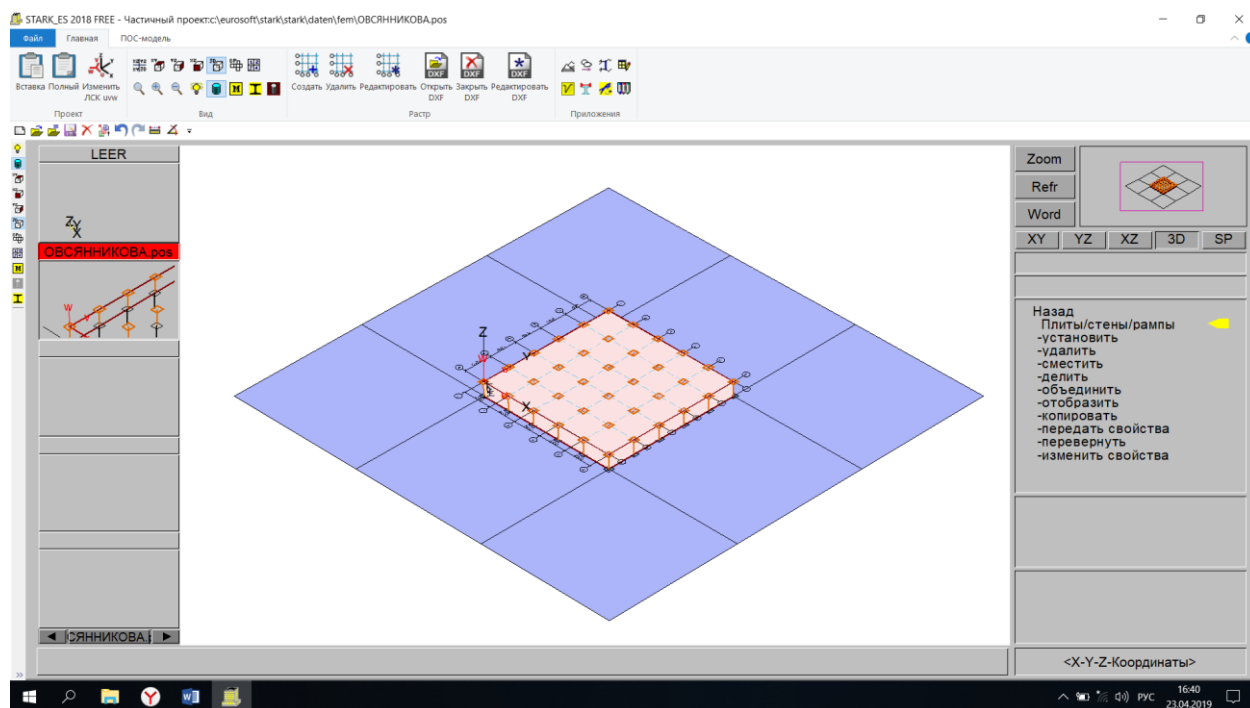 STARK_ES 2018 FREE - Частичный проект:c:\eurosoft\stark\stark\daten\fem\ОВСЯННИКОВА.pos
Файл Главная ПОС-модель
Вставка Полный Изменить ЛСК uvw
Создать Удалить Редактировать Открыть DXF Закрыть DXF Редактировать DXF
Проект Вид Растр Приложения
LEER
Z Y X
ОВСЯННИКОВА.pos
W
Z
Y
X
Zoom
Refr
Word
XY YZ XZ 3D SP
Назад
Плиты/стены/рампы
-установить
-удалить
-сместить
-делить
-объединить
-отобразить
-копировать
-передать свойства
-перевернуть
-изменить свойства
<X-Y-Z-Координаты>
РУС
16:40
23.04.2019